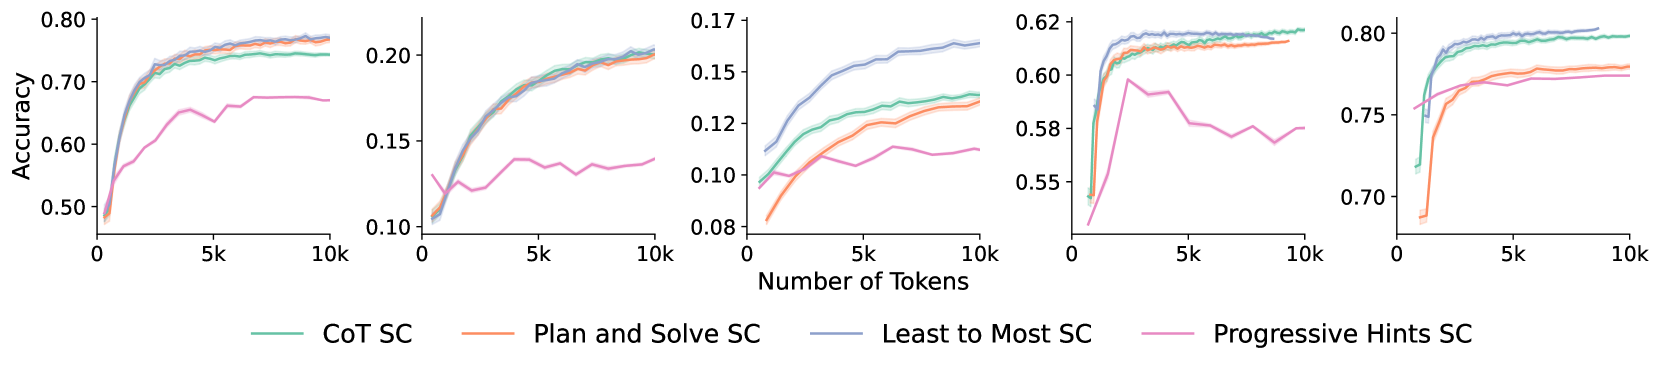 Accuracy
0.80
0.70
0.60
0.50
0
5k
10k
0.20
0.15
0.10
0
5k
10k
0.17
0.15
0.12
0.10
0.08
0
5k
10k
0.62
0.60
0.58
0.55
0
5k
10k
0.80
0.75
0.70
0
5k
10k
Number of Tokens
CoT SC
Plan and Solve SC
Least to Most SC
Progressive Hints SC